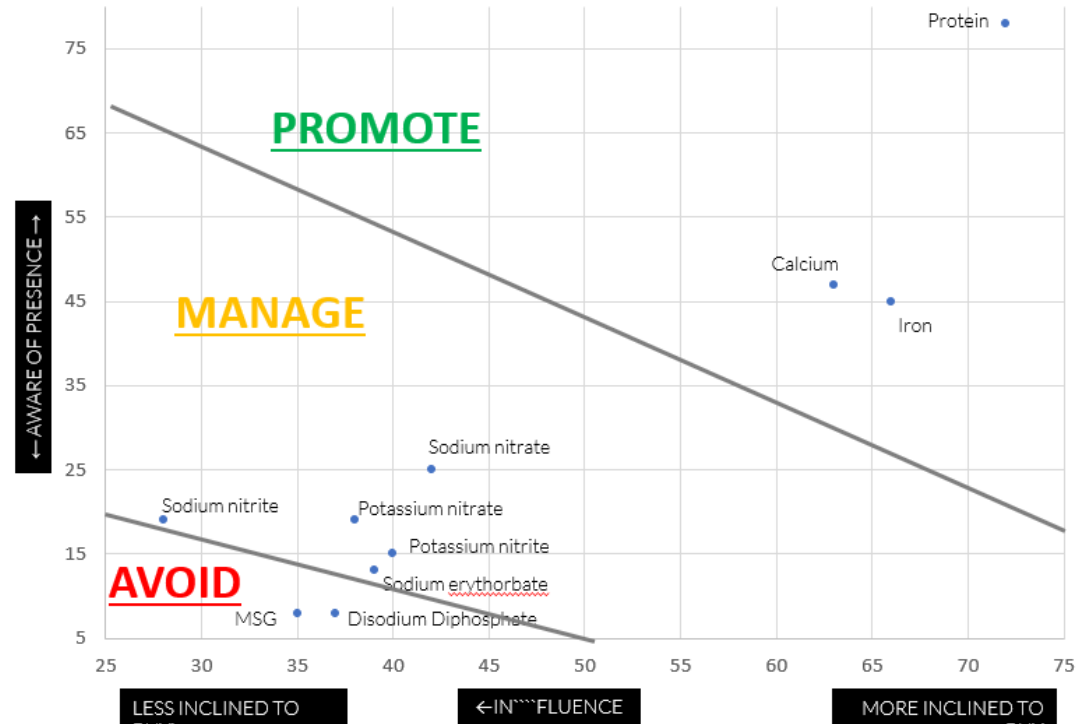 Protein
75
PROMOTE
65
55
Calcium
MANAGE
45
Iron
← AWARE OF PRESENCE →
35
Sodium nitrate
25
Sodium nitrite
Potassium nitrate
Potassium nitrite
15
AVOID
Sodium erythorbate
MSG
Disodium Diphosphate
5
25 30 35 40 45 50 55 60 65 70 75
LESS INCLINED TO
←IN````FLUENCE
MORE INCLINED TO